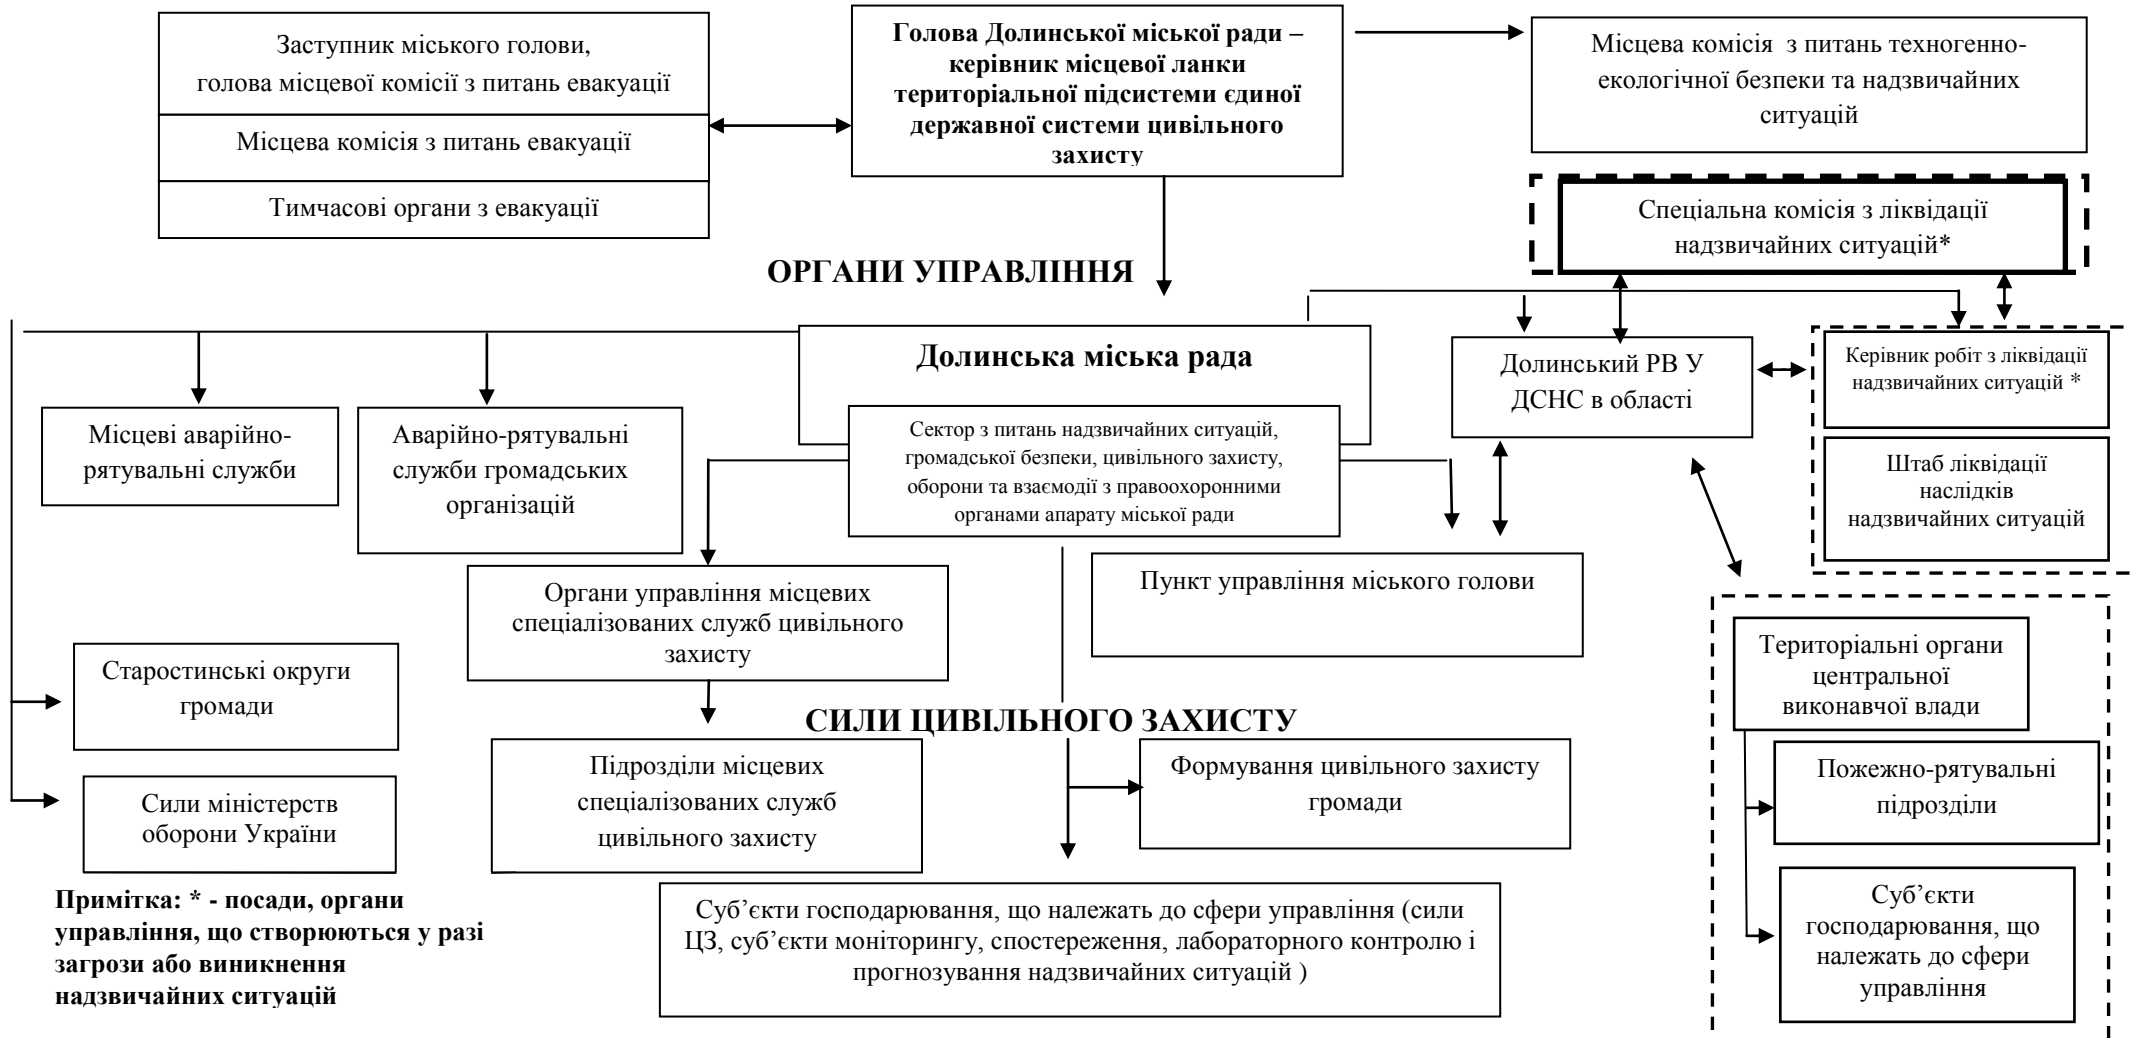 Заступник міського голови,
голова місцевої комісії з питань евакуації
Місцева комісія з питань евакуації
Тимчасові органи з евакуації
Голова Долинської міської ради –
керівник місцевої ланки
територіальної підсистеми єдиної
державної системи цивільного
захисту
Місцева комісія з питань техногенно-
екологічної безпеки та надзвичайних
ситуацій
Спеціальна комісія з ліквідації
надзвичайних ситуацій*
ОРГАНИ УПРАВЛІННЯ
Долинська міська рада
Сектор з питань надзвичайних ситуацій,
громадської безпеки, цивільного захисту,
оборони та взаємодії з правоохоронними
органами апарату міської ради
Долинський РВ У
ДСНС в області
Керівник робіт з ліквідації
надзвичайних ситуацій *
Штаб ліквідації
наслідків
надзвичайних ситуацій
Місцеві аварійно-
рятувальні служби
Аварійно-рятувальні
служби громадських
організацій
Органи управління місцевих
спеціалізованих служб цивільного
захисту
Пункт управління міського голови
Старостинські округи
громади
Територіальні органи
центральної
виконавчої влади
СИЛИ ЦИВІЛЬНОГО ЗАХИСТУ
Сили міністерств
оборони України
Підрозділи місцевих
спеціалізованих служб
цивільного захисту
Формування цивільного захисту
громади
Пожежно-рятувальні
підрозділи
Суб’єкти
господарювання, що
належать до сфери
управління
Суб’єкти господарювання, що належать до сфери управління (сили
ЦЗ, суб’єкти моніторингу, спостереження, лабораторного контролю і
прогнозування надзвичайних ситуацій )
Примітка: * - посади, органи
управління, що створюються у разі
загрози або виникнення
надзвичайних ситуацій